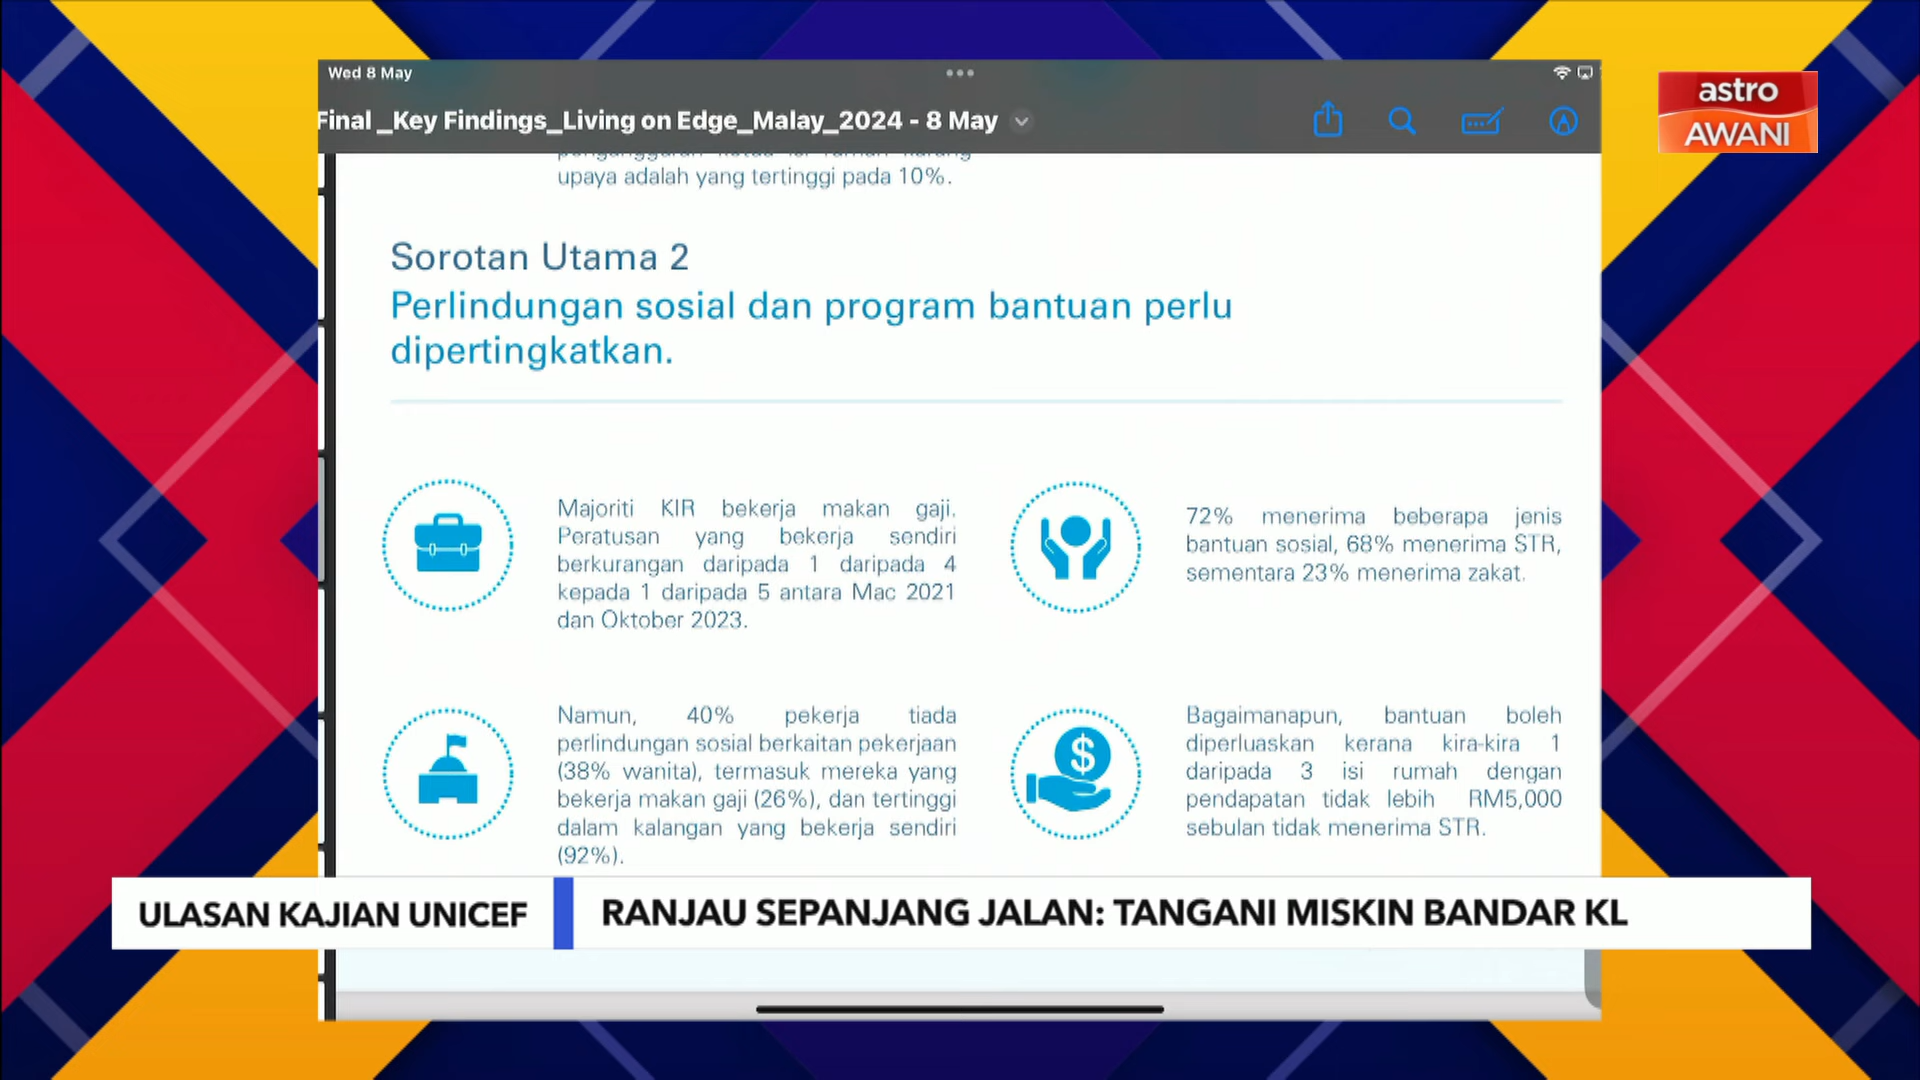 Wed 8 May
Final _Key Findings_Living on Edge_Malay_2024 - 8 May
astro
AWANI
upaya adalah yang tertinggi pada 10%.
Sorotan Utama 2
Perlindungan sosial dan program bantuan perlu
dipertingkatkan.
Majoriti KIR bekerja makan gaji.
Peratusan yang bekerja sendiri
berkurangan daripada 1 daripada 4
kepada 1 daripada 5 antara Mac 2021
dan Oktober 2023.
72% menerima beberapa jenis
bantuan sosial, 68% menerima STR,
sementara 23% menerima zakat.
Namun, 40% pekerja tiada
perlindungan sosial berkaitan pekerjaan
(38% wanita), termasuk mereka yang
bekerja makan gaji (26%), dan tertinggi
dalam kalangan yang bekerja sendiri
(92%).
$
Bagaimanapun, bantuan boleh
diperluaskan kerana kira-kira 1
daripada 3 isi rumah dengan
pendapatan tidak lebih RM5,000
sebulan tidak menerima STR.
ULASAN KAJIAN UNICEF
RANJAU SEPANJANG JALAN: TANGANI MISKIN BANDAR KL